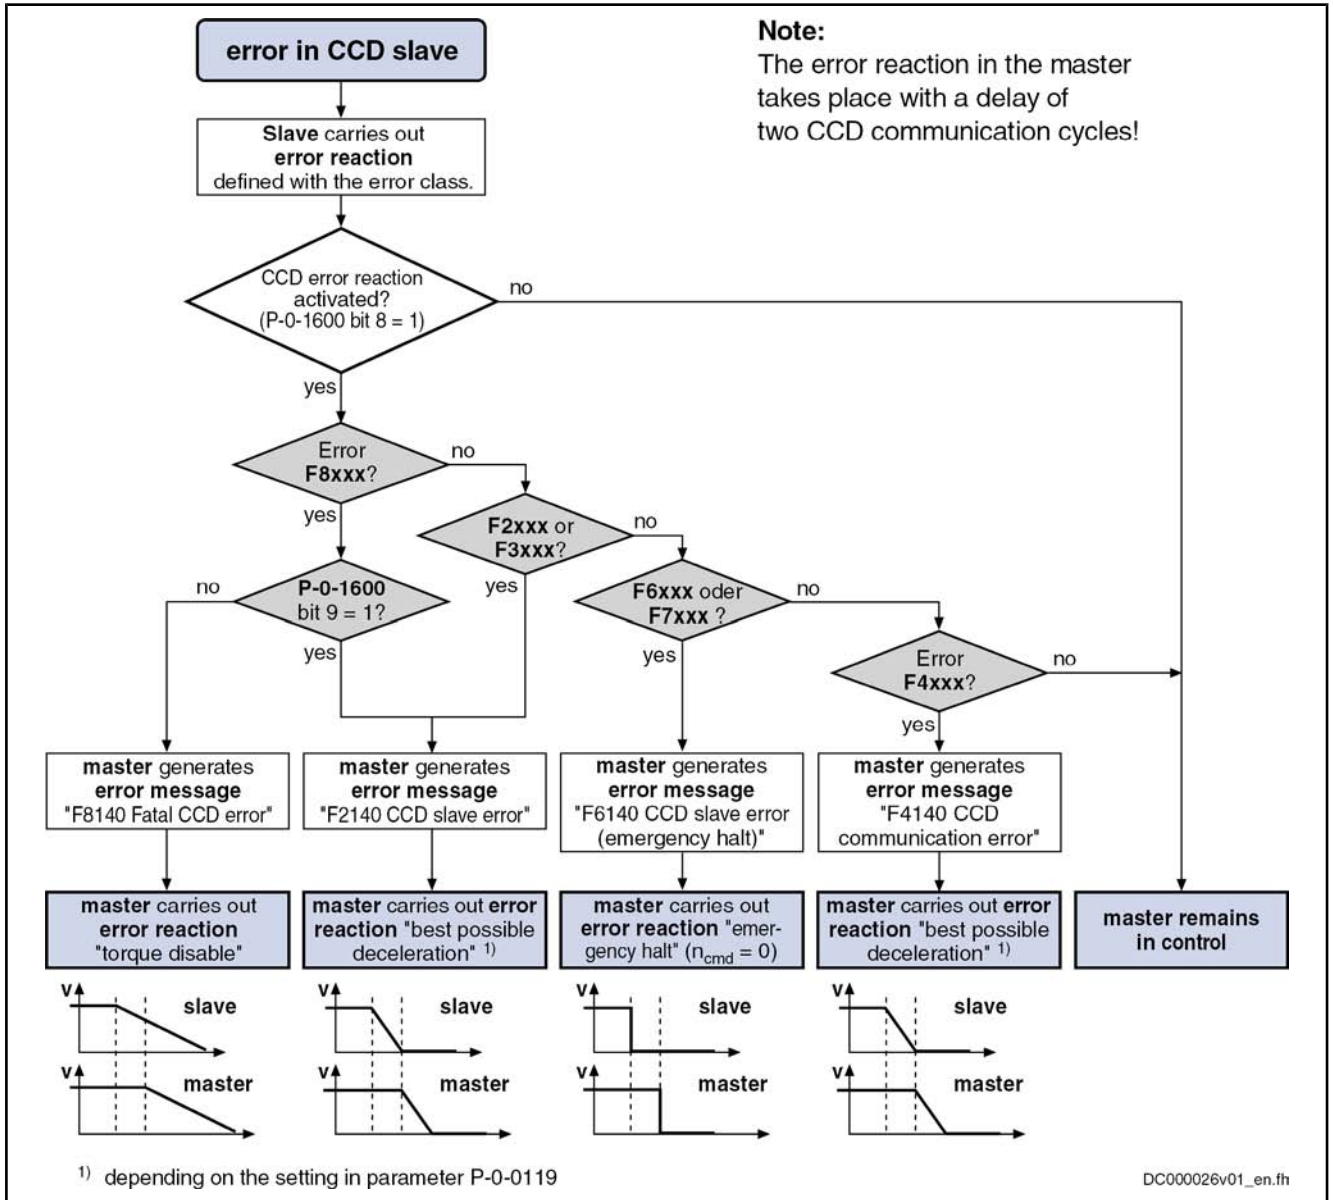 error in CCD slave
Note:
The error reaction in the master
takes place with a delay of
two CCD communication cycles!
Slave carries out
error reaction
defined with the error class.
CCD error reaction
activated?
(P-0-1600 bit 8 = 1)
no
yes
Error
F8xxx?
no
yes
F2xxx or
F3xxx?
no
yes
P-0-1600
bit 9 = 1?
no
yes
F6xxx oder
F7xxx ?
no
yes
Error
F4xxx?
no
yes
master generates
error message
"F8140 Fatal CCD error"
master generates
error message
"F2140 CCD slave error"
master generates
error message
"F6140 CCD slave error
(emergency halt)"
master generates
error message
"F4140 CCD
communication error"
master carries out
error reaction
"torque disable"
master carries out error
reaction "best possible
deceleration" 1)
master carries out
error reaction "emer-
gency halt" (ncmd = 0)
master carries out error
reaction "best possible
deceleration" 1)
master remains
in control
v
slave
v
master
v
slave
v
master
v
slave
v
master
v
slave
v
master
1) depending on the setting in parameter P-0-0119
DC000026v01_en.fh